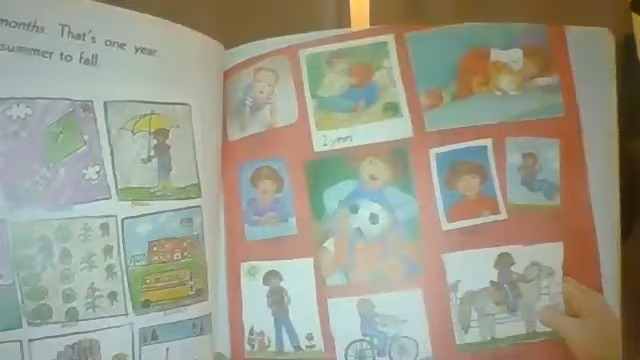 months. That's one year.
summer to fall.
2 years